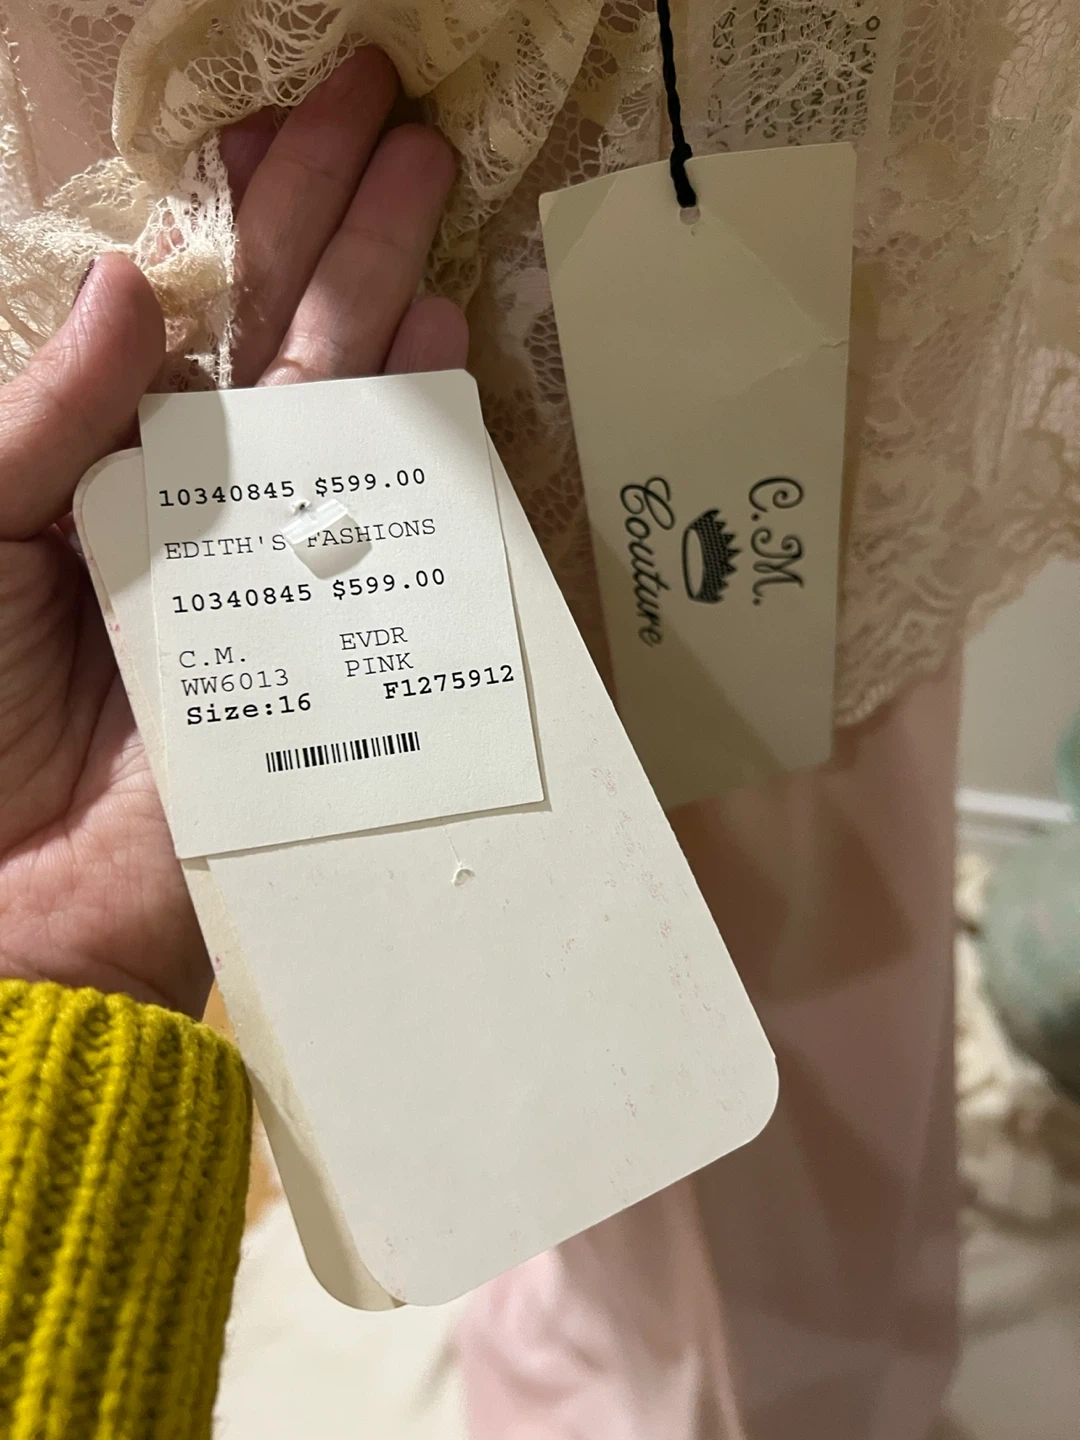 10340845 $599.00
EDITH'S FASHIONS
10340845 $599.00
C.M. EVDR
WW6013 PINK
Size:16 F1275912
C.M.
Couture